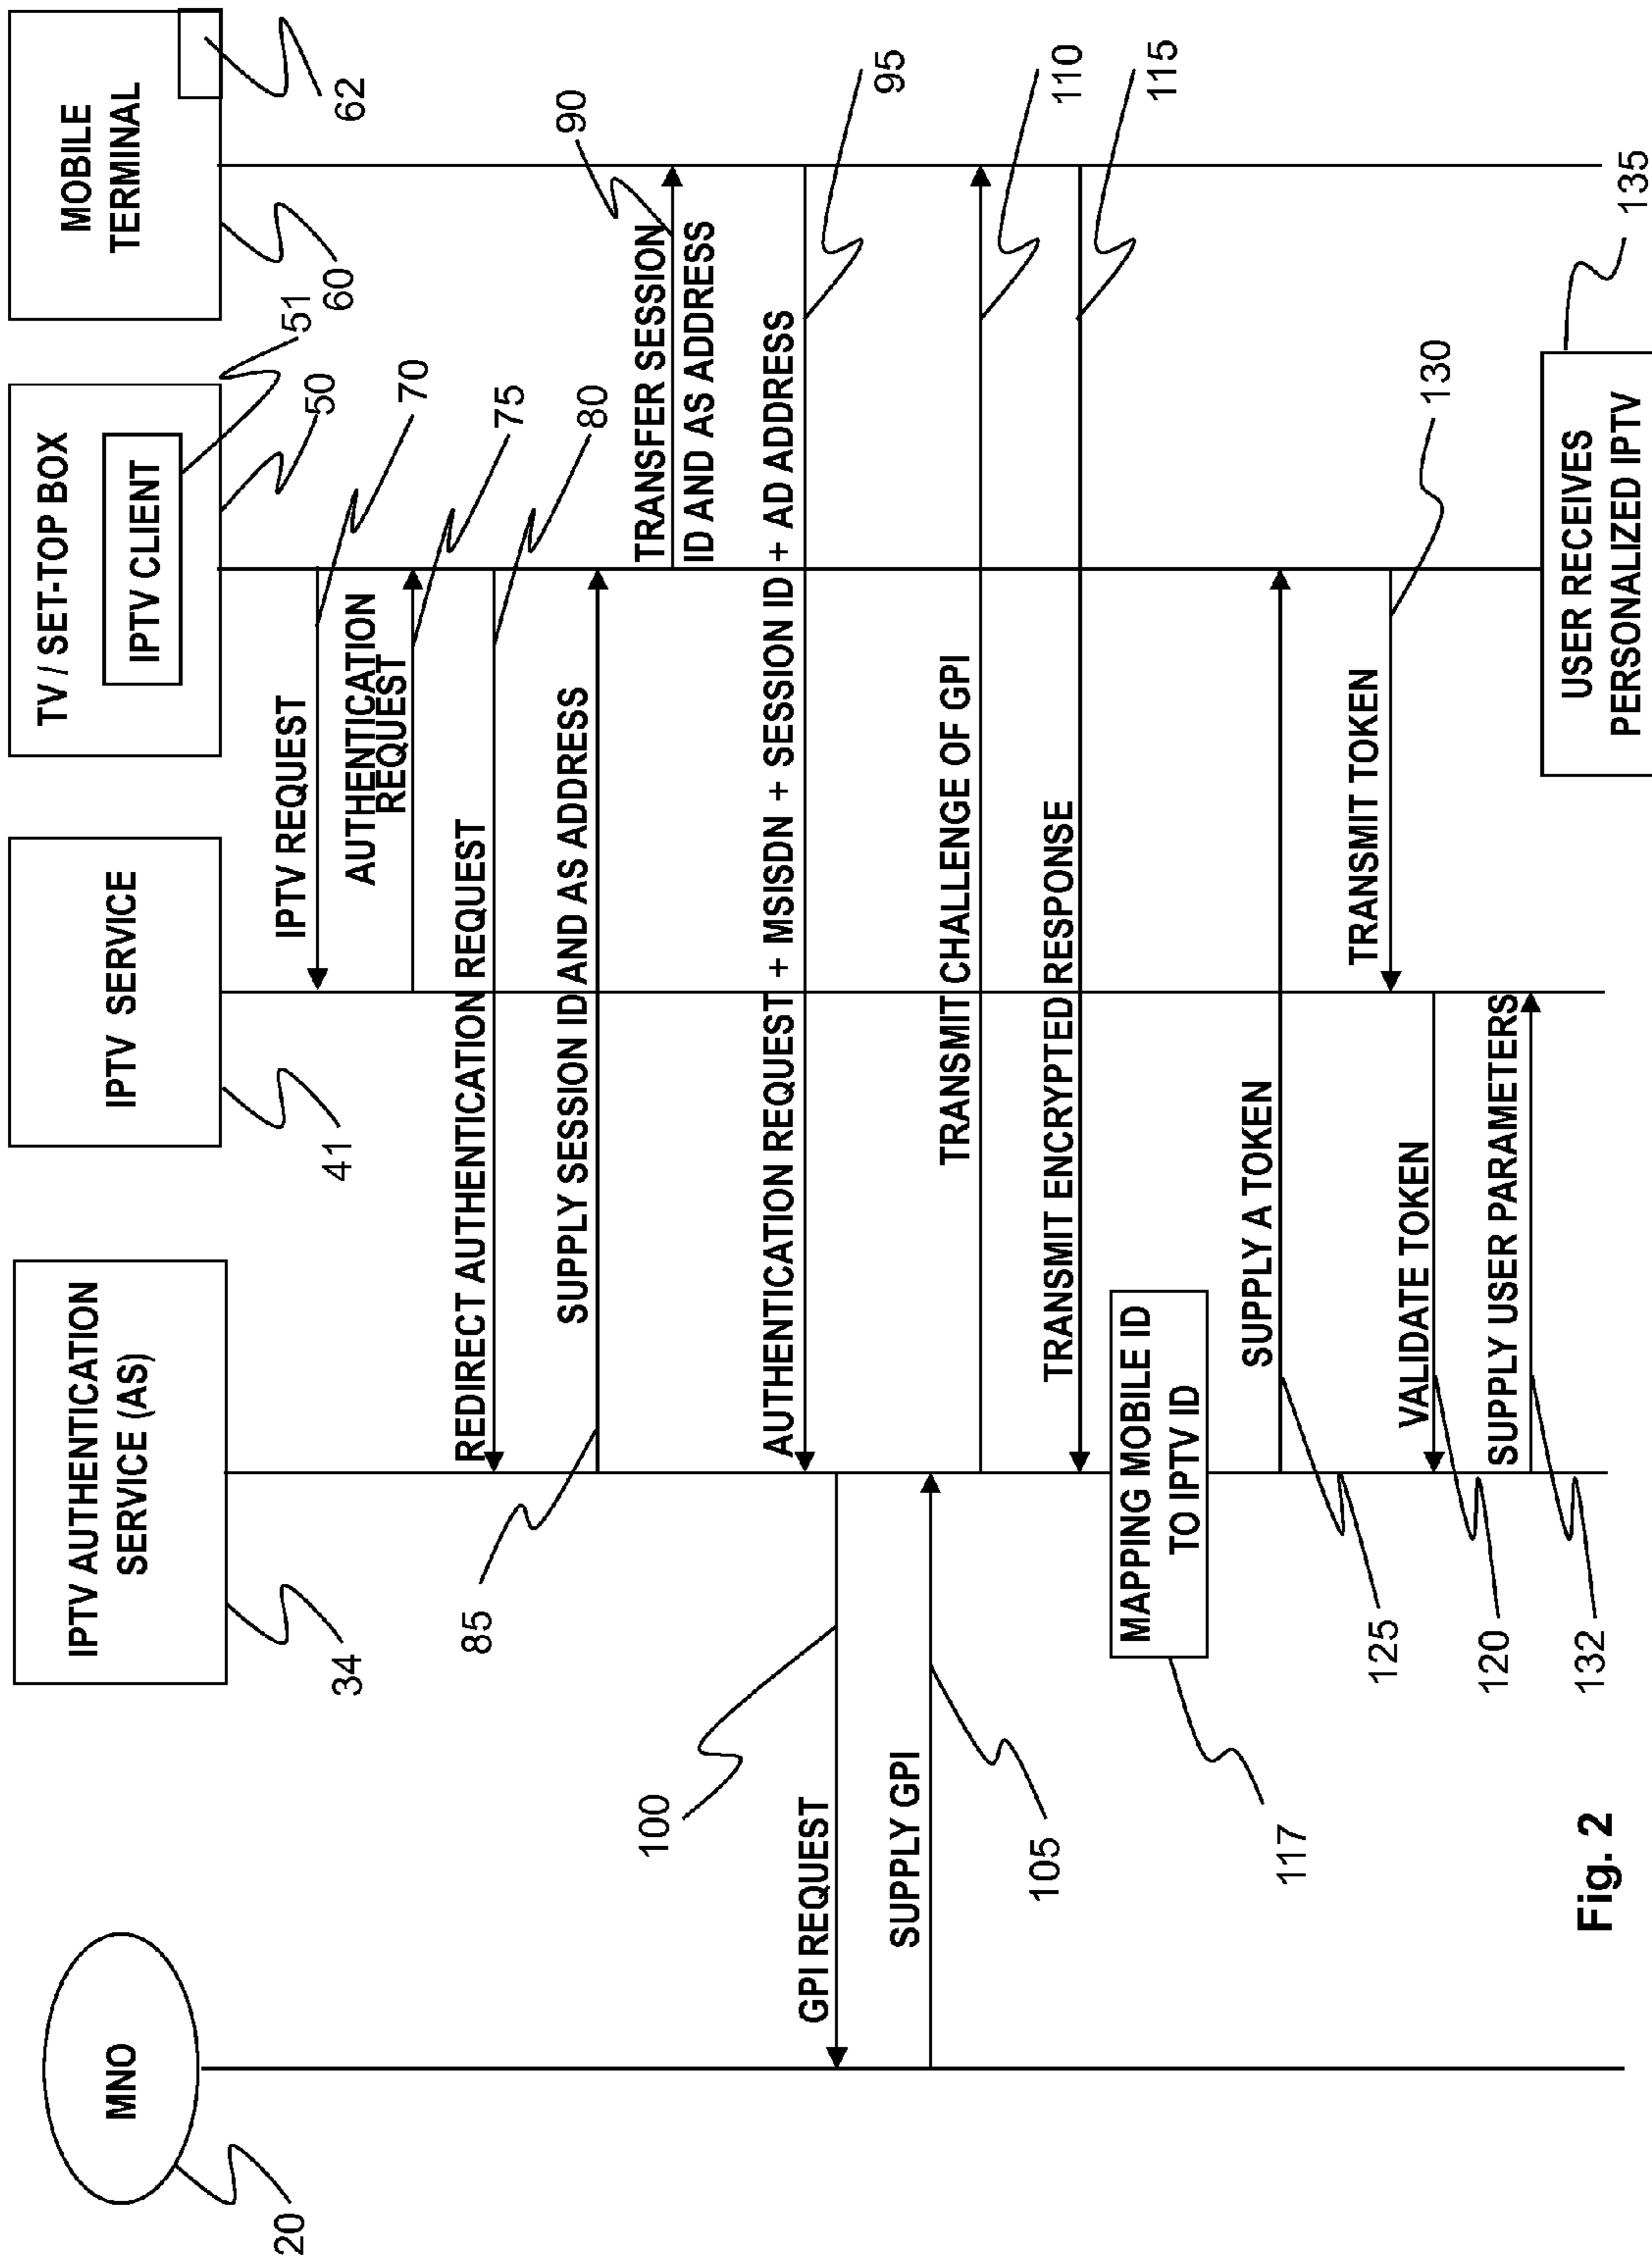 MNO
20
IPTV AUTHENTICATION
SERVICE (AS)
34
IPTV SERVICE
41
TV / SET-TOP BOX
IPTV CLIENT
51
50
MOBILE
TERMINAL
60
62
IPTV REQUEST
70
AUTHENTICATION
REQUEST
75
REDIRECT AUTHENTICATION REQUEST
80
SUPPLY SESSION ID AND AS ADDRESS
85
TRANSFER SESSION
ID AND AS ADDRESS
90
AUTHENTICATION REQUEST + MSISDN + SESSION ID + AD ADDRESS
95
GPI REQUEST
100
SUPPLY GPI
105
TRANSMIT CHALLENGE OF GPI
110
TRANSMIT ENCRYPTED RESPONSE
115
MAPPING MOBILE ID
TO IPTV ID
117
SUPPLY A TOKEN
125
TRANSMIT TOKEN
130
VALIDATE TOKEN
120
SUPPLY USER PARAMETERS
132
USER RECEIVES
PERSONALIZED IPTV
135
Fig. 2